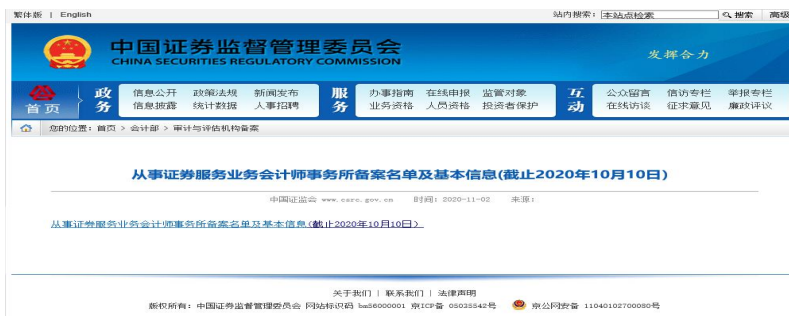 繁体版 | English
站内搜索: 本站点检索 搜索 高级
中国证券监督管理委员会
CHINA SECURITIES REGULATORY COMMISSION
发挥合力
首页 政务 信息公开 政策法规 新闻发布 服务 办事指南 在线申报 监管对象 互动 公众留言 信访专栏 举报专栏
信息披露 统计数据 人事招聘 业务资格 人员资格 投资者保护 在线访谈 征求意见 廉政评议
您的位置: 首页 > 会计部 > 审计与评估机构备案
从事证券服务业务会计师事务所备案名单及基本信息(截止2020年10月10日)
中国证监会 www.csrc.gov.cn 时间: 2020-11-02 来源:
从事证券服务业务会计师事务所备案名单及基本信息(截止2020年10月10日)
关于我们 | 联系我们 | 法律声明
版权所有: 中国证券监督管理委员会 网站标识码 bm56000001 京ICP备 05035542号 京公网安备 11040102700080号